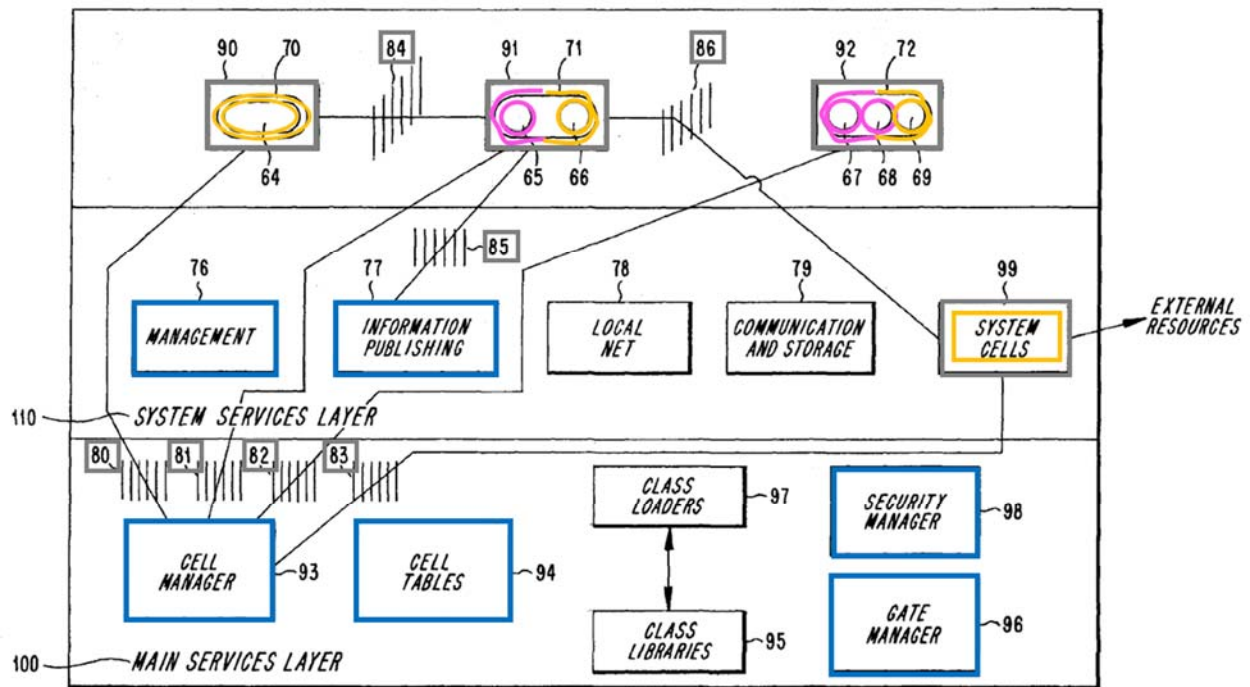 90 70 84 91 71 86 92 72
64 65 66 67 68 69
85
76 77 78 79 99
MANAGEMENT
INFORMATION
PUBLISHING
LOCAL
NET
COMMUNICATION
AND STORAGE
SYSTEM
CELLS
EXTERNAL
RESOURCES
110 SYSTEM SERVICES LAYER
80 81 82 83
CELL
MANAGER
93
CELL
TABLES
94
CLASS
LOADERS
97
SECURITY
MANAGER
98
CLASS
LIBRARIES
95
GATE
MANAGER
96
100 MAIN SERVICES LAYER